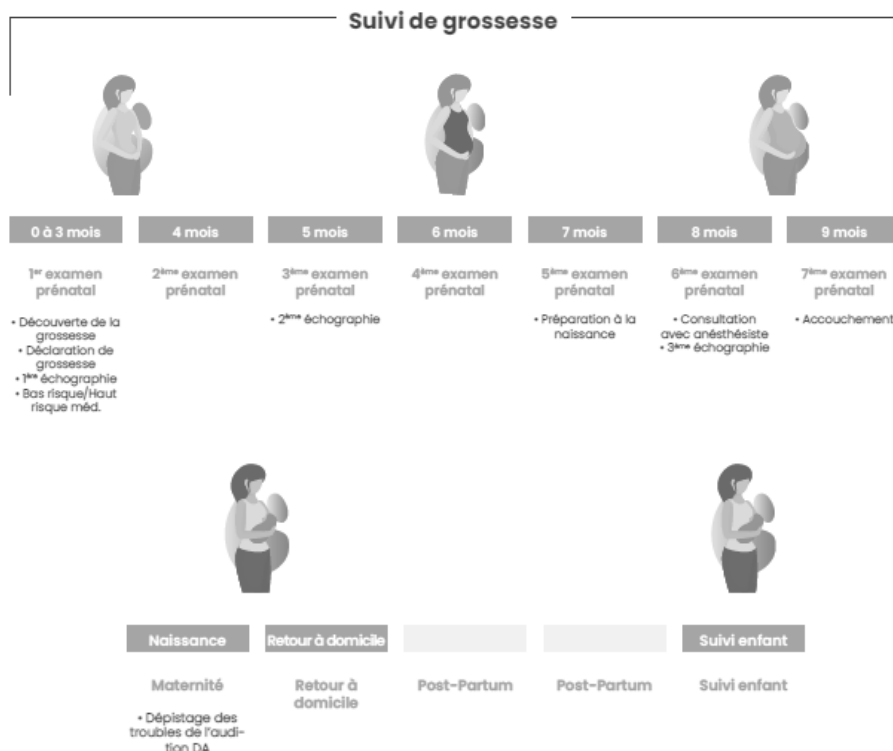 Suivi de grossesse
0 à 3 mois
4 mois
5 mois
6 mois
7 mois
8 mois
9 mois
1er examen
prénatal
2ème examen
prénatal
3ème examen
prénatal
4ème examen
prénatal
5ème examen
prénatal
6ème examen
prénatal
7ème examen
prénatal
• Découverte de la
grossesse
• Déclaration de
grossesse
• 1ère échographie
• Bas risque/Haut
risque méd.
• 2ème échographie
• Préparation à la
naissance
• Consultation
avec anésthésiste
• 3ème échographie
• Accouchement
Naissance
Retour à domicile
Suivi enfant
Maternité
Retour à
domicile
Post-Partum
Post-Partum
Suivi enfant
• Dépistage des
troubles de l'audi-
tion DA